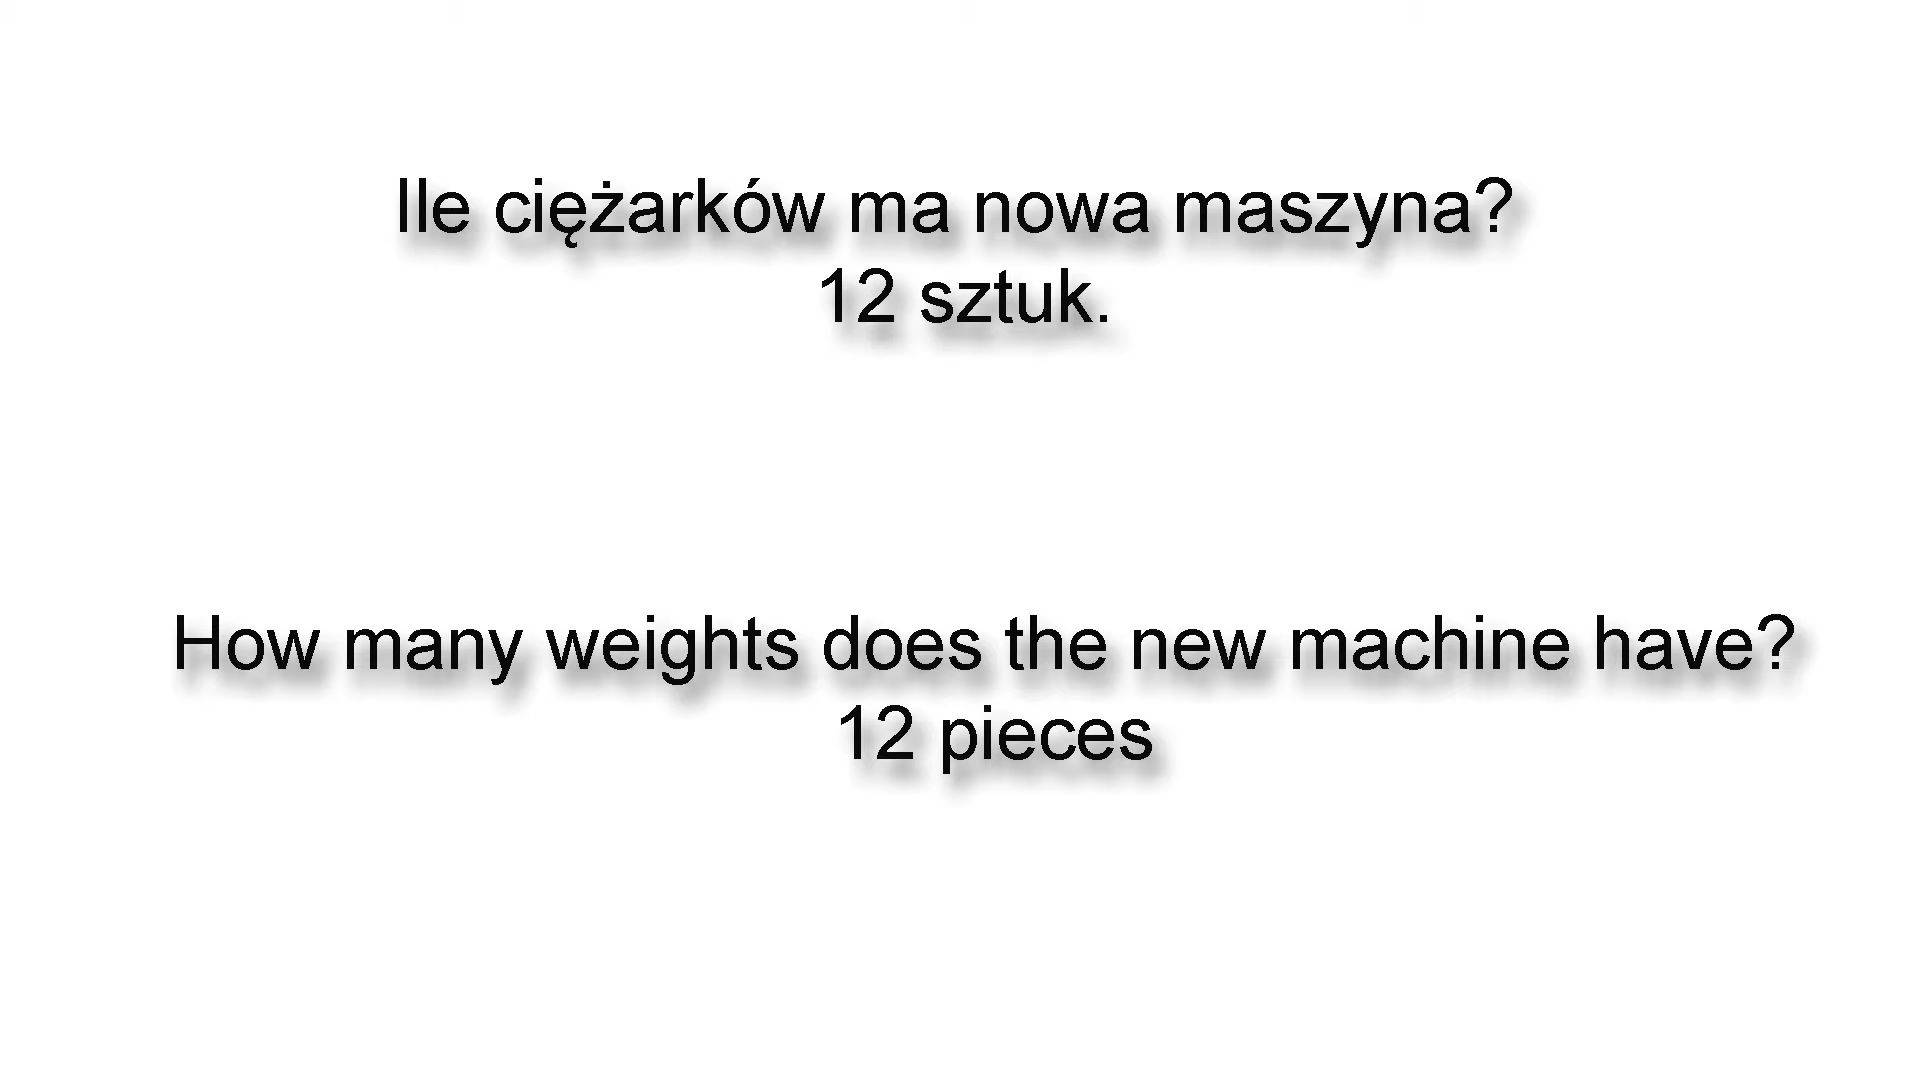 Ile ciężarków ma nowa maszyna?
12 sztuk.
How many weights does the new machine have?
12 pieces